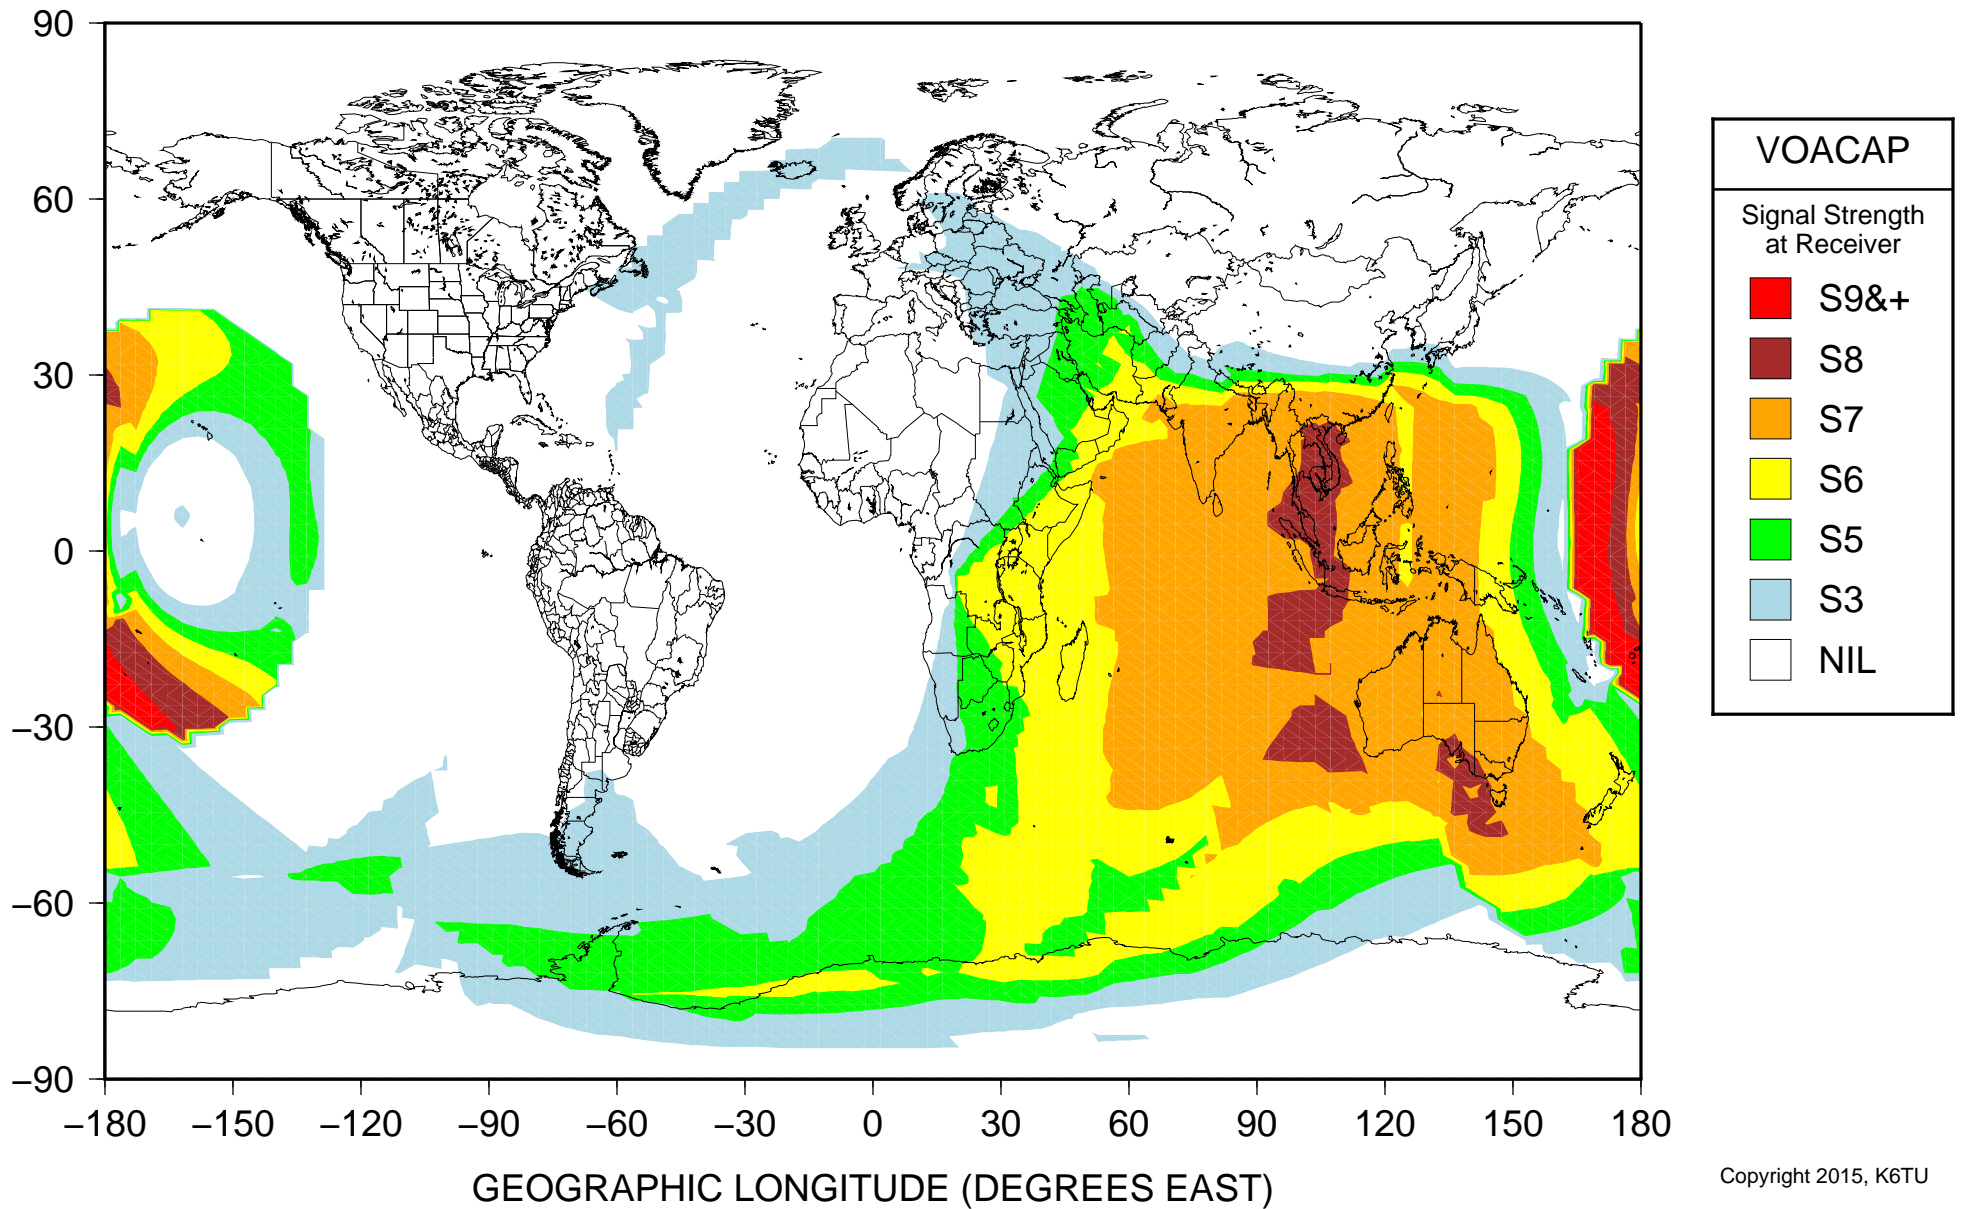 90
60
30
0
−30
−60
−90
−180 −150 −120 −90 −60 −30 0 30 60 90 120 150 180
GEOGRAPHIC LONGITUDE (DEGREES EAST)
VOACAP
Signal Strength
at Receiver
S9&+
S8
S7
S6
S5
S3
NIL
Copyright 2015, K6TU